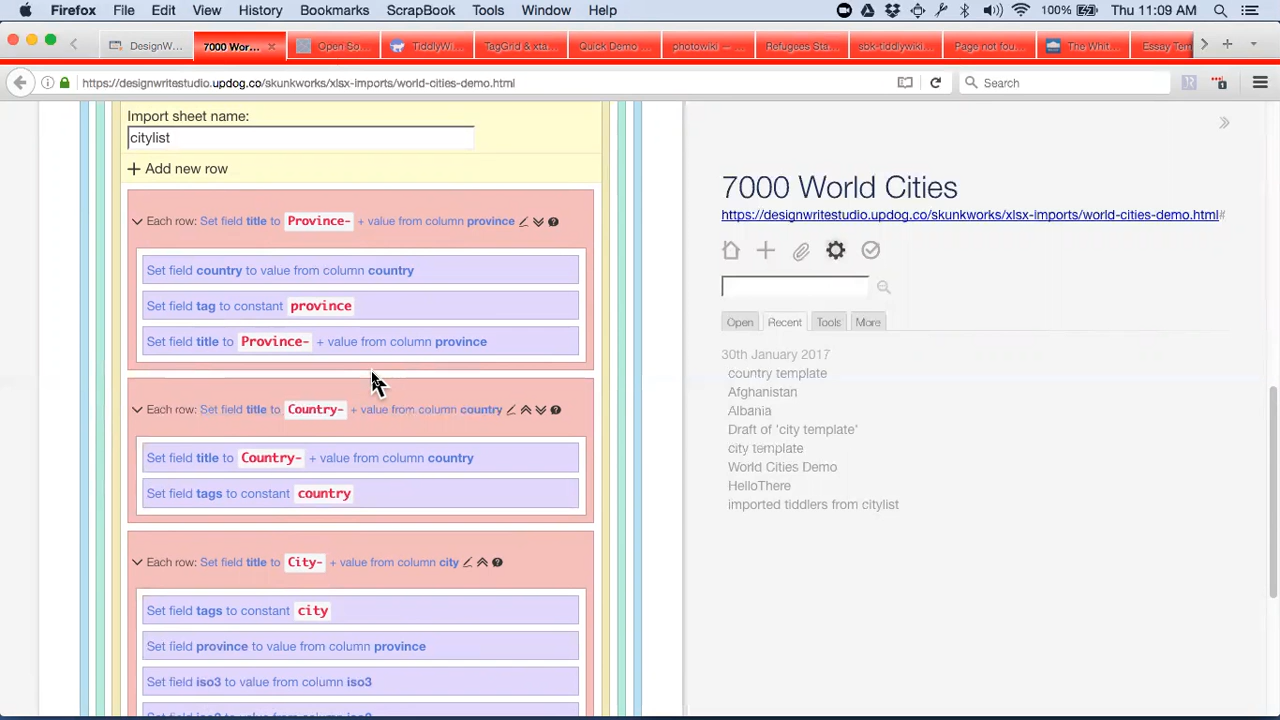 Firefox File Edit View History Bookmarks ScrapBook Tools Window Help 100% Thu 11:09 AM
DesignW... 7000 Wor... × Open So... TiddlyWi... TagGrid & xta... Quick Demo ... photowiki — ... Refugees Sta... Page not fou... The Whit... Essay Tem
https://designwritestudio.updog.co/skunkworks/xlsx-imports/world-cities-demo.html Search
Import sheet name:
citylist
+ Add new row
Each row: Set field title to Province- + value from column province
Set field country to value from column country
Set field tag to constant province
Set field title to Province- + value from column province
Each row: Set field title to Country- + value from column country
Set field title to Country- + value from column country
Set field tags to constant country
Each row: Set field title to City- + value from column city
Set field tags to constant city
Set field province to value from column province
Set field iso3 to value from column iso3
7000 World Cities
https://designwritestudio.updog.co/skunkworks/xlsx-imports/world-cities-demo.html#
Open Recent Tools More
30th January 2017
country template
Afghanistan
Albania
Draft of 'city template'
city template
World Cities Demo
HelloThere
imported tiddlers from citylist